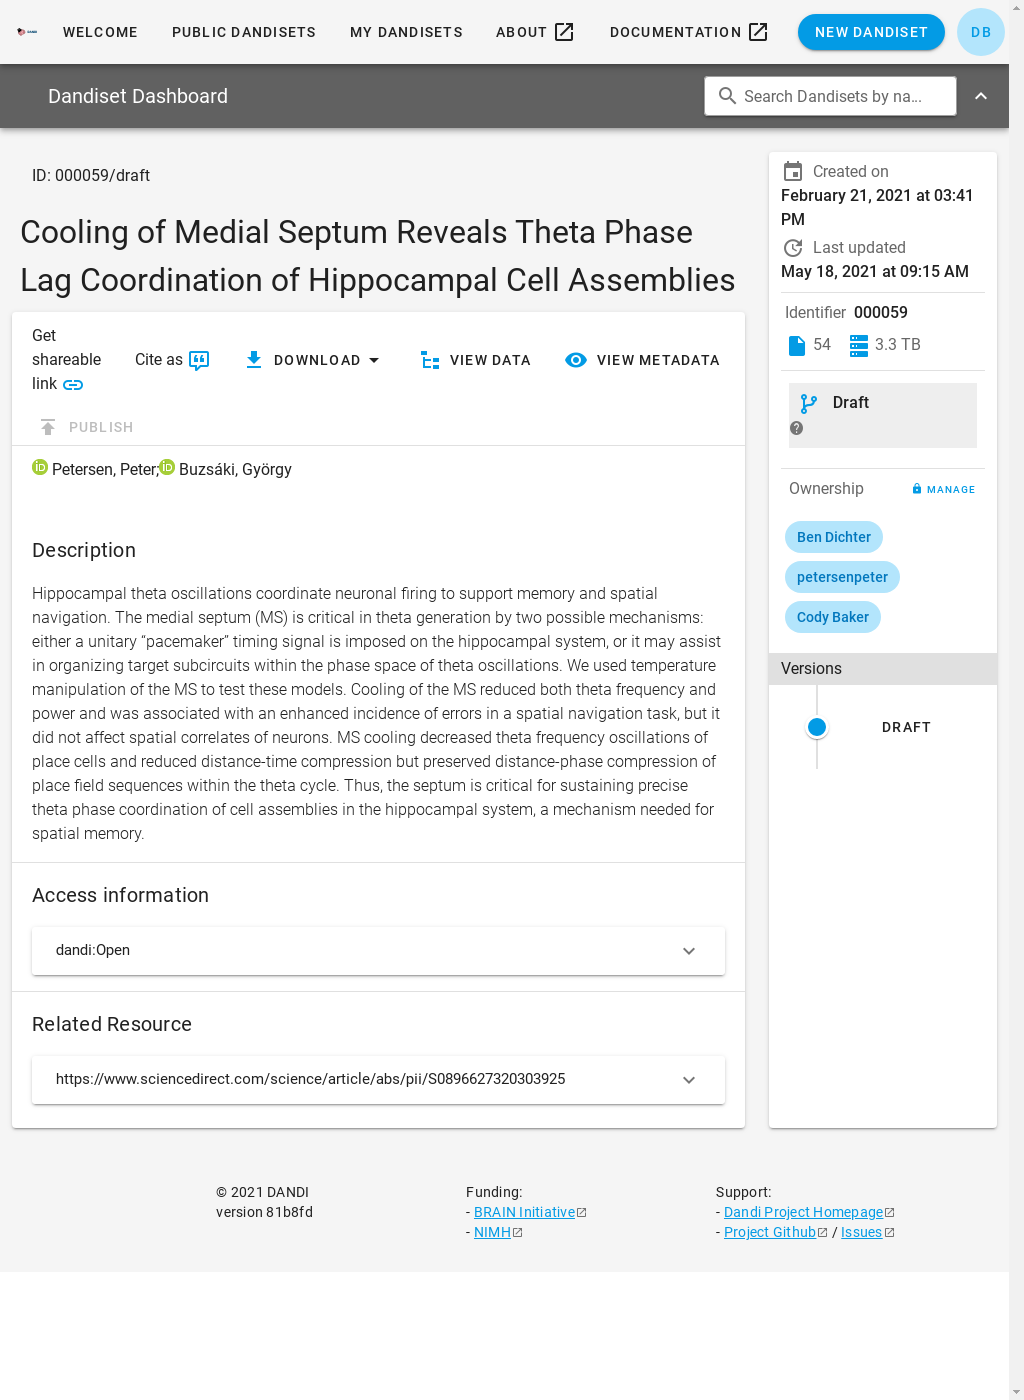 WELCOME PUBLIC DANDISETS MY DANDISETS ABOUT DOCUMENTATION NEW DANDISET DB
Dandiset Dashboard
Search Dandisets by na...
ID: 000059/draft
Cooling of Medial Septum Reveals Theta Phase
Lag Coordination of Hippocampal Cell Assemblies
Get
shareable
link
Cite as
DOWNLOAD
VIEW DATA
VIEW METADATA
PUBLISH
Petersen, Peter; Buzsáki, György
Description
Hippocampal theta oscillations coordinate neuronal firing to support memory and spatial
navigation. The medial septum (MS) is critical in theta generation by two possible mechanisms:
either a unitary “pacemaker” timing signal is imposed on the hippocampal system, or it may assist
in organizing target subcircuits within the phase space of theta oscillations. We used temperature
manipulation of the MS to test these models. Cooling of the MS reduced both theta frequency and
power and was associated with an enhanced incidence of errors in a spatial navigation task, but it
did not affect spatial correlates of neurons. MS cooling decreased theta frequency oscillations of
place cells and reduced distance-time compression but preserved distance-phase compression of
place field sequences within the theta cycle. Thus, the septum is critical for sustaining precise
theta phase coordination of cell assemblies in the hippocampal system, a mechanism needed for
spatial memory.
Access information
dandi:Open
Related Resource
https://www.sciencedirect.com/science/article/abs/pii/S0896627320303925
Created on
February 21, 2021 at 03:41
PM
Last updated
May 18, 2021 at 09:15 AM
Identifier 000059
54 3.3 TB
Draft
Ownership MANAGE
Ben Dichter
petersenpeter
Cody Baker
Versions
DRAFT
© 2021 DANDI
version 81b8fd
Funding:
- BRAIN Initiative
- NIMH
Support:
- Dandi Project Homepage
- Project Github / Issues